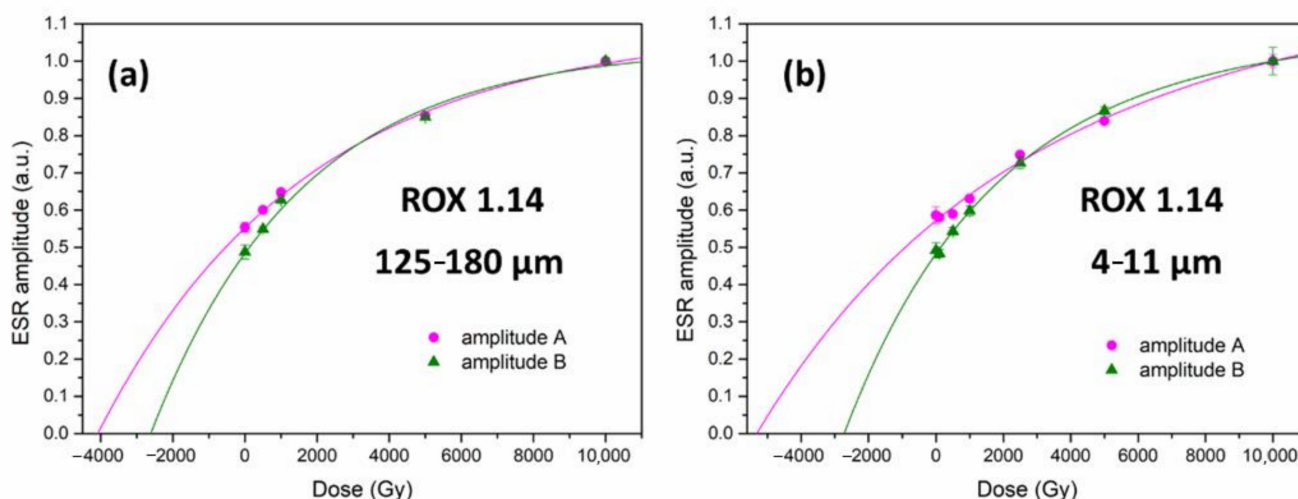 (a)
ROX 1.14
125-180 μm
amplitude A
amplitude B
ESR amplitude (a.u.)
1.1
1.0
0.9
0.8
0.7
0.6
0.5
0.4
0.3
0.2
0.1
0.0
−4000 −2000 0 2000 4000 6000 8000 10,000
Dose (Gy)
(b)
ROX 1.14
4-11 μm
amplitude A
amplitude B
ESR amplitude (a.u.)
1.1
1.0
0.9
0.8
0.7
0.6
0.5
0.4
0.3
0.2
0.1
0.0
−4000 −2000 0 2000 4000 6000 8000 10,000
Dose (Gy)